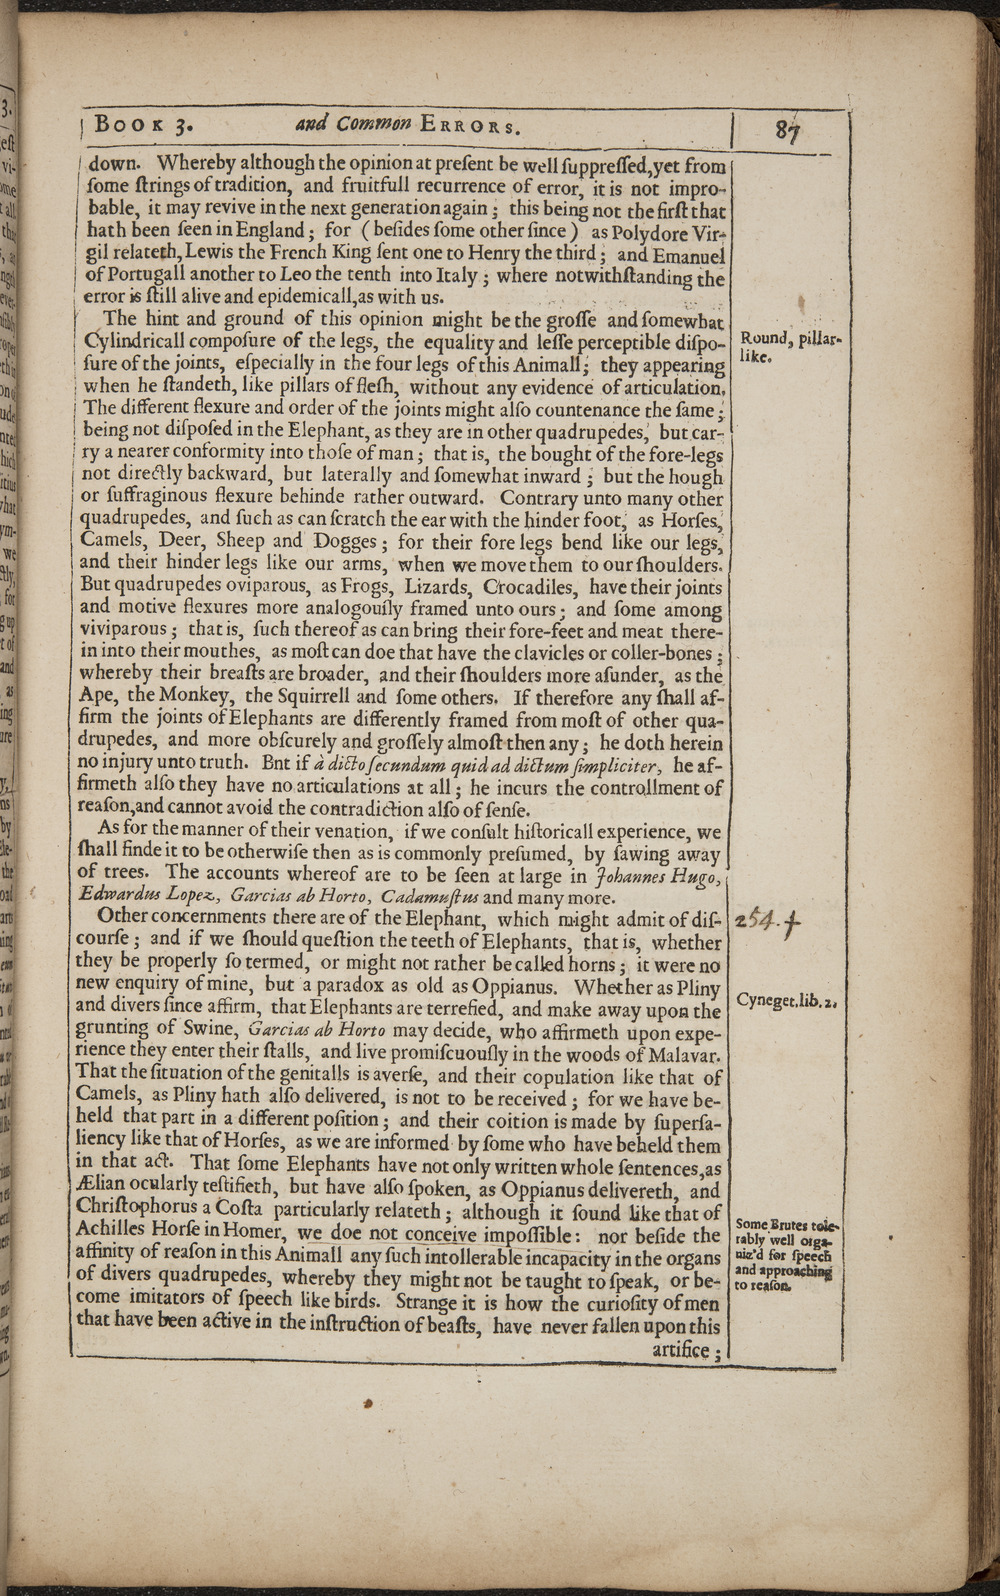 BOOK 3. and Common ERRORS. 87
down. Whereby although the opinion at preſent be well ſuppreſſed,yet from
ſome ſtrings of tradition, and fruitfull recurrence of error, it is not impro-
bable, it may revive in the next generation again ; this being not the firſt that
hath been ſeen in England ; for ( beſides ſome other ſince ) as Polydore Vir-
gil relateth, Lewis the French King ſent one to Henry the third ; and Emanuel
of Portugall another to Leo the tenth into Italy ; where notwithſtanding the
error is ſtill alive and epidemicall,as with us.
The hint and ground of this opinion might be the groſſe and ſomewhat
Cylindricall compoſure of the legs, the equality and leſſe perceptible diſpo-
ſure of the joints, eſpecially in the four legs of this Animall ; they appearing
when he ſtandeth, like pillars of fleſh, without any evidence of articulation.
The different flexure and order of the joints might alſo countenance the ſame ;
being not diſpoſed in the Elephant, as they are in other quadrupedes, but car-
ry a nearer conformity into thoſe of man ; that is, the bought of the fore-legs
not directly backward, but laterally and ſomewhat inward ; but the hough
or ſuffraginous flexure behinde rather outward. Contrary unto many other
quadrupedes, and ſuch as can ſcratch the ear with the hinder foot, as Horſes,
Camels, Deer, Sheep and Dogges ; for their fore legs bend like our legs,
and their hinder legs like our arms, when we move them to our ſhoulders.
But quadrupedes oviparous, as Frogs, Lizards, Crocadiles, have their joints
and motive flexures more analogouſly framed unto ours ; and ſome among
viviparous ; that is, ſuch thereof as can bring their fore-feet and meat there-
in into their mouthes, as moſt can doe that have the clavicles or coller-bones ;
whereby their breaſts are broader, and their ſhoulders more aſunder, as the
Ape, the Monkey, the Squirrell and ſome others. If therefore any ſhall af-
firm the joints of Elephants are differently framed from moſt of other qua-
drupedes, and more obſcurely and groſſely almoſt then any ; he doth herein
no injury unto truth. Bnt if à dicto ſecundum quid ad dictum ſimpliciter, he af-
firmeth alſo they have no articulations at all ; he incurs the controllment of
reaſon,and cannot avoid the contradiction alſo of ſenſe.
As for the manner of their venation, if we conſult hiſtoricall experience, we
ſhall finde it to be otherwiſe then as is commonly preſumed, by ſawing away
of trees. The accounts whereof are to be ſeen at large in Johannes Hugo,
Edwardus Lopez, Garcias ab Horto, Cadamuſtus and many more.
Other concernments there are of the Elephant, which might admit of diſ-
courſe ; and if we ſhould queſtion the teeth of Elephants, that is, whether
they be properly ſo termed, or might not rather be called horns ; it were no
new enquiry of mine, but a paradox as old as Oppianus. Whether as Pliny
and divers ſince affirm, that Elephants are terrefied, and make away upon the
grunting of Swine, Garcias ab Horto may decide, who affirmeth upon expe-
rience they enter their ſtalls, and live promiſcuouſly in the woods of Malavar.
That the ſituation of the genitalls is averſe, and their copulation like that of
Camels, as Pliny hath alſo delivered, is not to be received ; for we have be-
held that part in a different poſition ; and their coition is made by ſuperſa-
liency like that of Horſes, as we are informed by ſome who have beheld them
in that act. That ſome Elephants have not only written whole ſentences,as
Ælian ocularly teſtifieth, but have alſo ſpoken, as Oppianus delivereth, and
Chriſtophorus a Coſta particularly relateth ; although it ſound like that of
Achilles Horſe in Homer, we doe not conceive impoſſible: nor beſide the
affinity of reaſon in this Animall any ſuch intollerable incapacity in the organs
of divers quadrupedes, whereby they might not be taught to ſpeak, or be-
come imitators of ſpeech like birds. Strange it is how the curioſity of men
that have been active in the inſtruction of beaſts, have never fallen upon this
artifice ;
Round, pillar-
like.
254. †
Cyneget.lib.2.
Some Brutes tole-
rably well orga-
niz'd for ſpeech
and approaching
to reaſon.